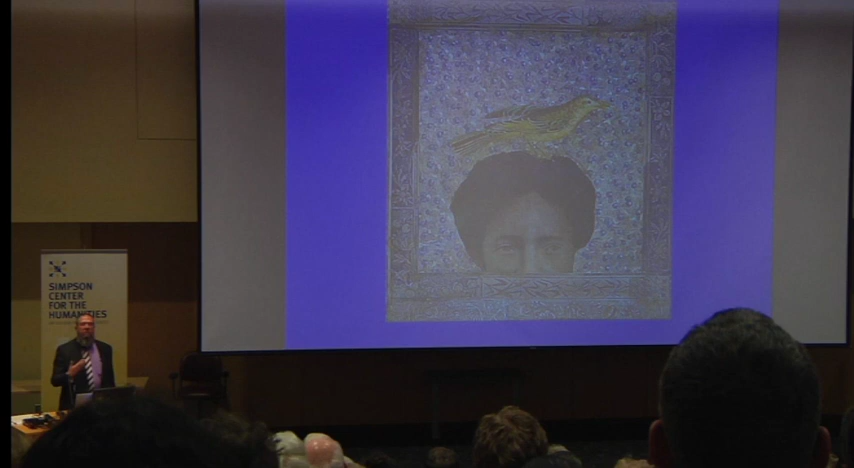 SIMPSON
CENTER
FOR THE
HUMANITIES